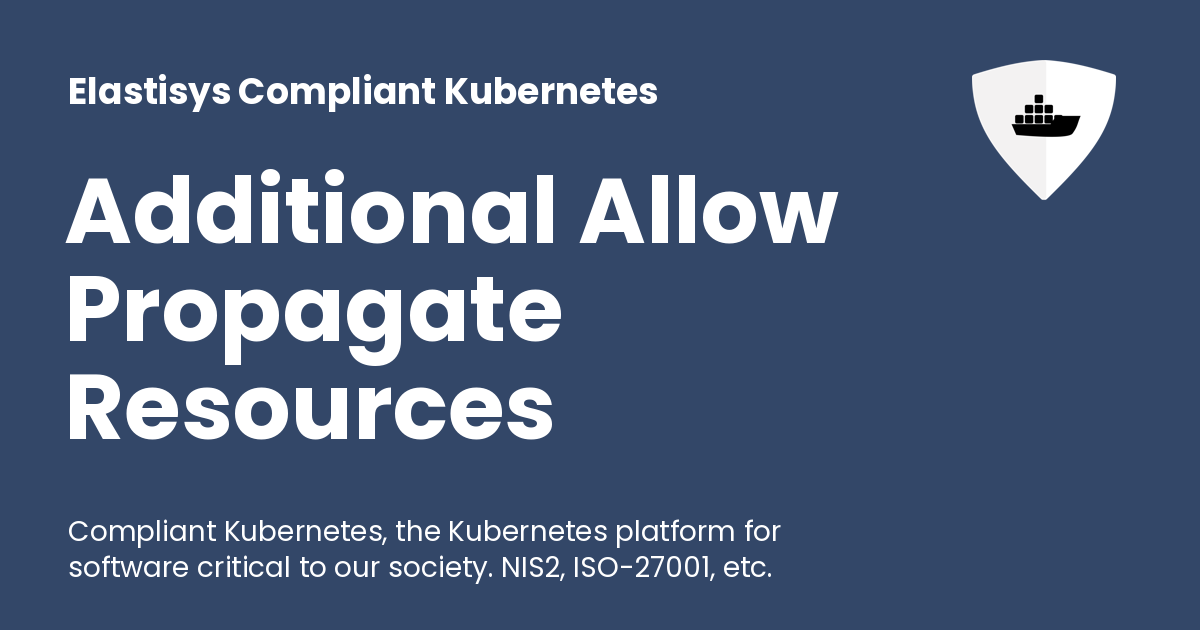 Elastisys Compliant Kubernetes
Additional Allow
Propagate
Resources
Compliant Kubernetes, the Kubernetes platform for
software critical to our society. NIS2, ISO-27001, etc.